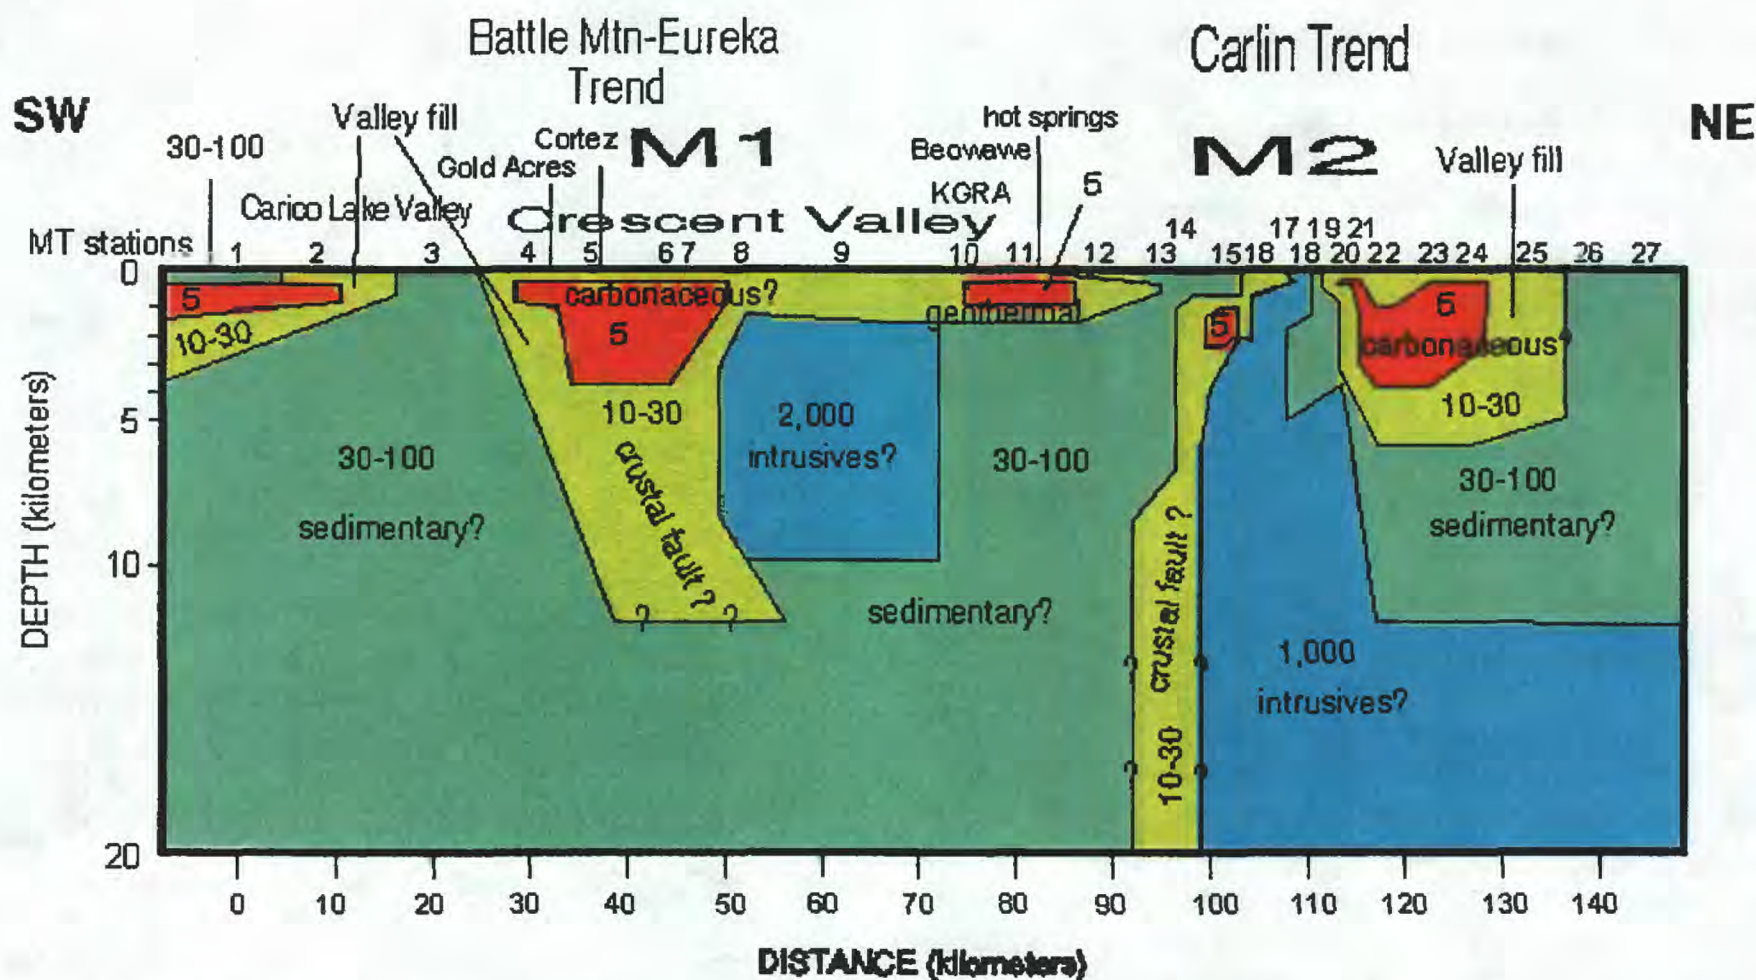 Battle Mtn-Eureka
Trend
Carlin Trend
SW
NE
30-100
Valley fill
Cortez
M1
hot springs
M2
Valley fill
Gold Acres
Beowawe
KGRA
5
Carico Lake Valley
Crescent Valley
MT stations
1 2 3 4 5 6 7 8 9 10 11 12 13 14 15 18 17 18 19 20 21 22 23 24 25 26 27
0
5
10
20
DEPTH (kilometers)
5
10-30
carbonaceous?
5
geothermal
5
5
carbonaceous?
10-30
10-30
2,000
intrusives?
30-100
sedimentary?
crustal fault ?
? ?
30-100
sedimentary?
crustal fault ?
10-30
? ?
? ?
30-100
sedimentary?
1,000
intrusives?
0 10 20 30 40 50 60 70 80 90 100 110 120 130 140
DISTANCE (kilometers)